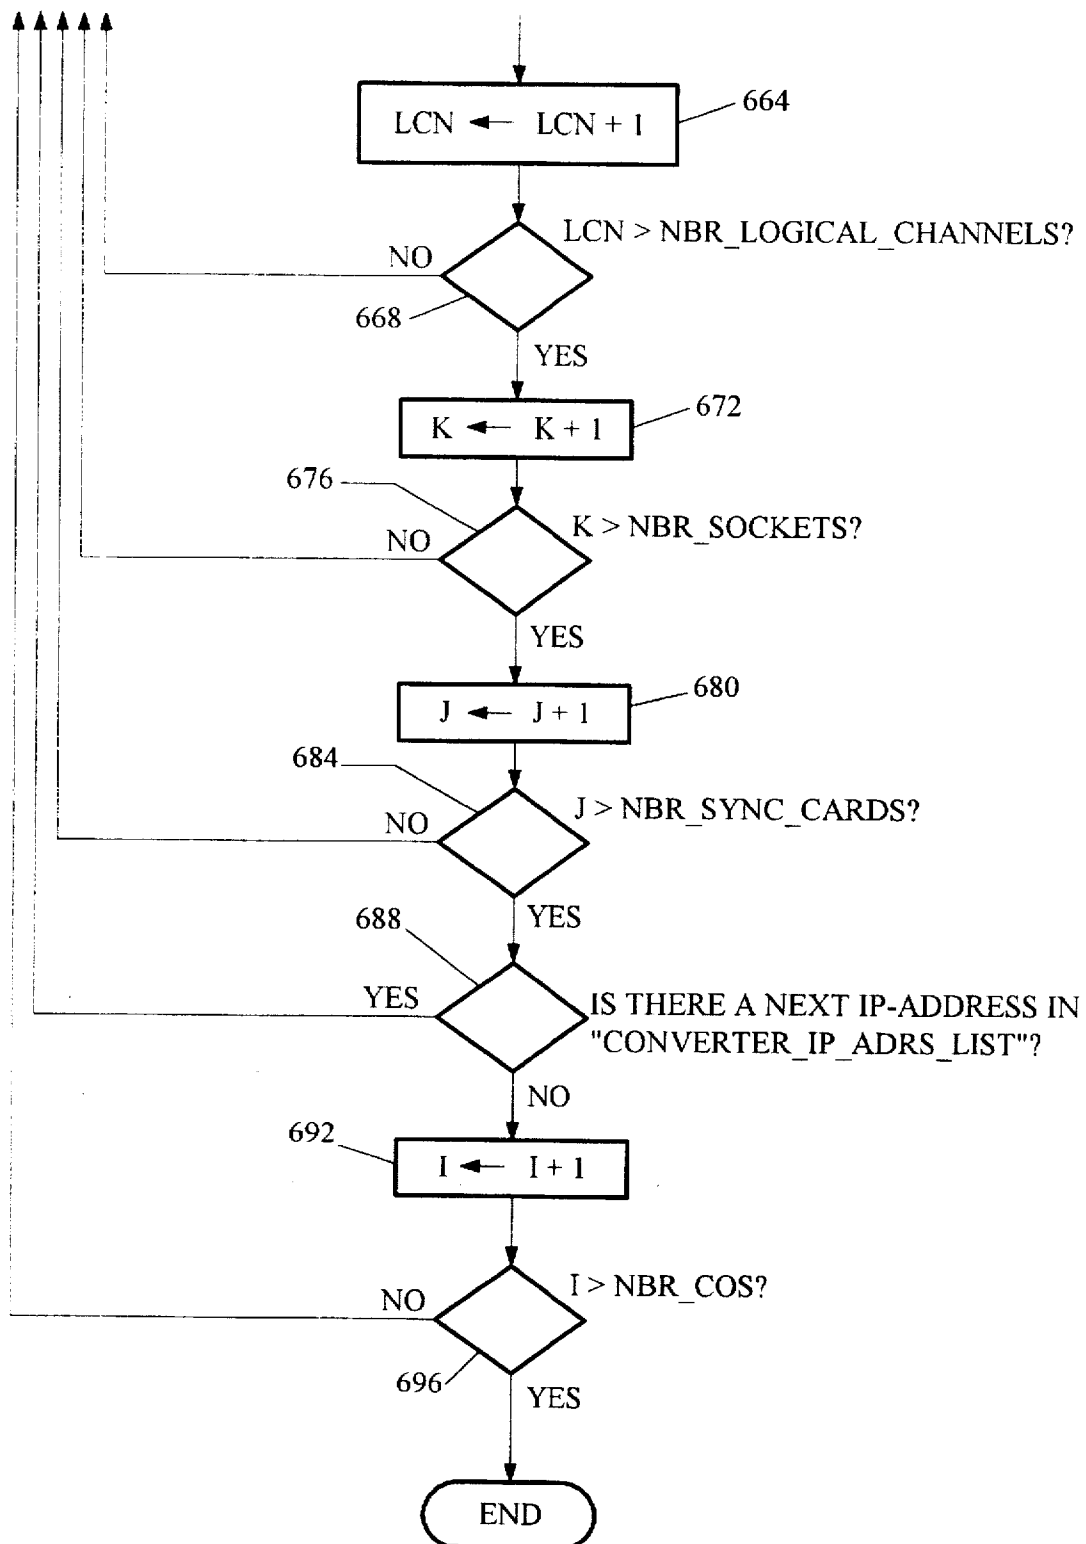 LCN ← LCN + 1
664
LCN > NBR_LOGICAL_CHANNELS?
NO
668
YES
K ← K + 1
672
676
K > NBR_SOCKETS?
NO
YES
J ← J + 1
680
684
J > NBR_SYNC_CARDS?
NO
YES
688
YES
IS THERE A NEXT IP-ADDRESS IN
"CONVERTER_IP_ADRS_LIST"?
NO
692
I ← I + 1
I > NBR_COS?
NO
696
YES
END